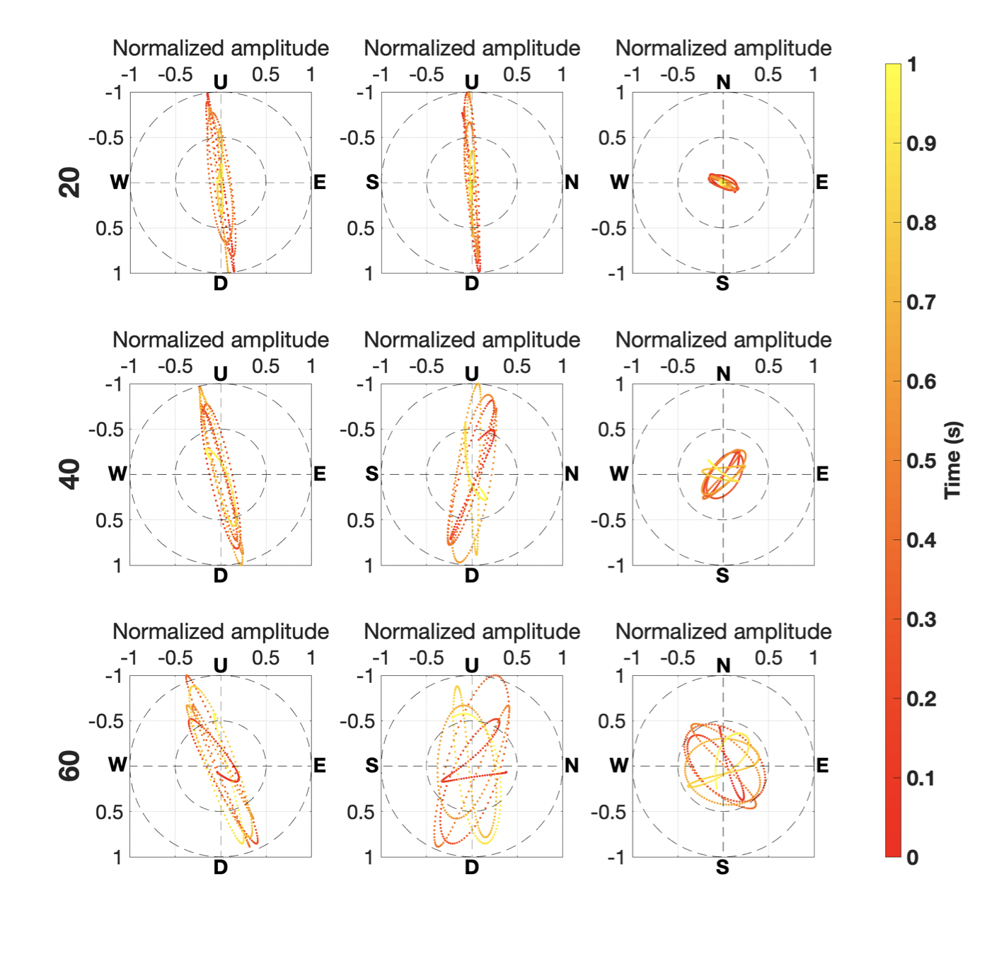 Normalized amplitude Normalized amplitude Normalized amplitude
-1 -0.5 0.5 1 -1 -0.5 0.5 1 -1 -0.5 0.5 1
U U N
-1 -1 1
-0.5 -0.5 0.5
20 W E S N W E
0.5 0.5 -0.5
1 1 -1
D D S
Normalized amplitude Normalized amplitude Normalized amplitude
-1 -0.5 0.5 1 -1 -0.5 0.5 1 -1 -0.5 0.5 1
U U N
-1 -1 1
-0.5 -0.5 0.5
40 W E S N W E
0.5 0.5 -0.5
1 1 -1
D D S
Normalized amplitude Normalized amplitude Normalized amplitude
-1 -0.5 0.5 1 -1 -0.5 0.5 1 -1 -0.5 0.5 1
U U N
-1 -1 1
-0.5 -0.5 0.5
60 W E S N W E
0.5 0.5 -0.5
1 1 -1
D D S
1
0.9
0.8
0.7
0.6
0.5
0.4
0.3
0.2
0.1
0
Time (s)